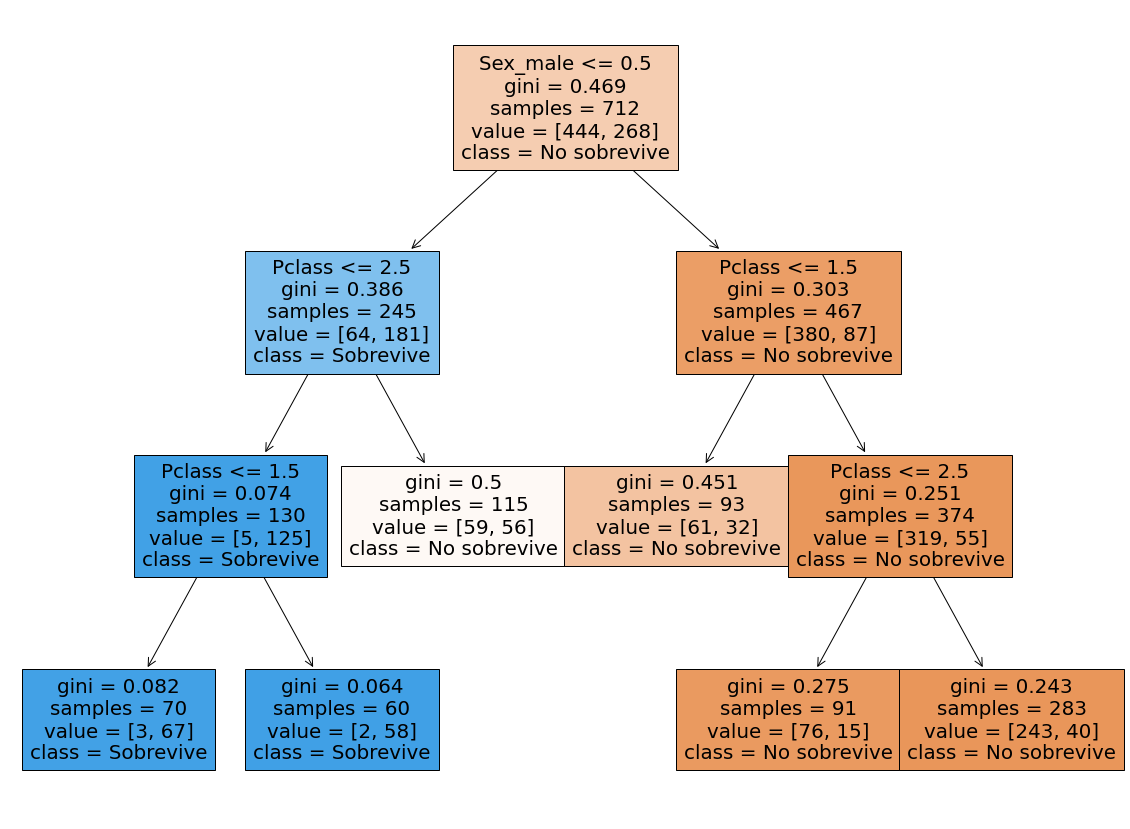 Sex_male <= 0.5
gini = 0.469
samples = 712
value = [444, 268]
class = No sobrevive
Pclass <= 2.5
gini = 0.386
samples = 245
value = [64, 181]
class = Sobrevive
Pclass <= 1.5
gini = 0.303
samples = 467
value = [380, 87]
class = No sobrevive
Pclass <= 1.5
gini = 0.074
samples = 130
value = [5, 125]
class = Sobrevive
gini = 0.5
samples = 115
value = [59, 56]
class = No sobrevive
gini = 0.451
samples = 93
value = [61, 32]
class = No sobrevive
Pclass <= 2.5
gini = 0.251
samples = 374
value = [319, 55]
class = No sobrevive
gini = 0.082
samples = 70
value = [3, 67]
class = Sobrevive
gini = 0.064
samples = 60
value = [2, 58]
class = Sobrevive
gini = 0.275
samples = 91
value = [76, 15]
class = No sobrevive
gini = 0.243
samples = 283
value = [243, 40]
class = No sobrevive